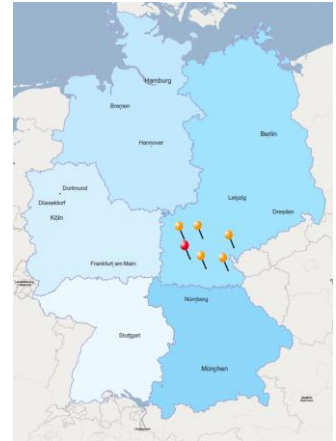 Hamburg
Bremen
Berlin
Hannover
Dortmund
Leipzig
Düsseldorf
Dresden
Köln
Frankfurt am Main
Nürnberg
Stuttgart
München